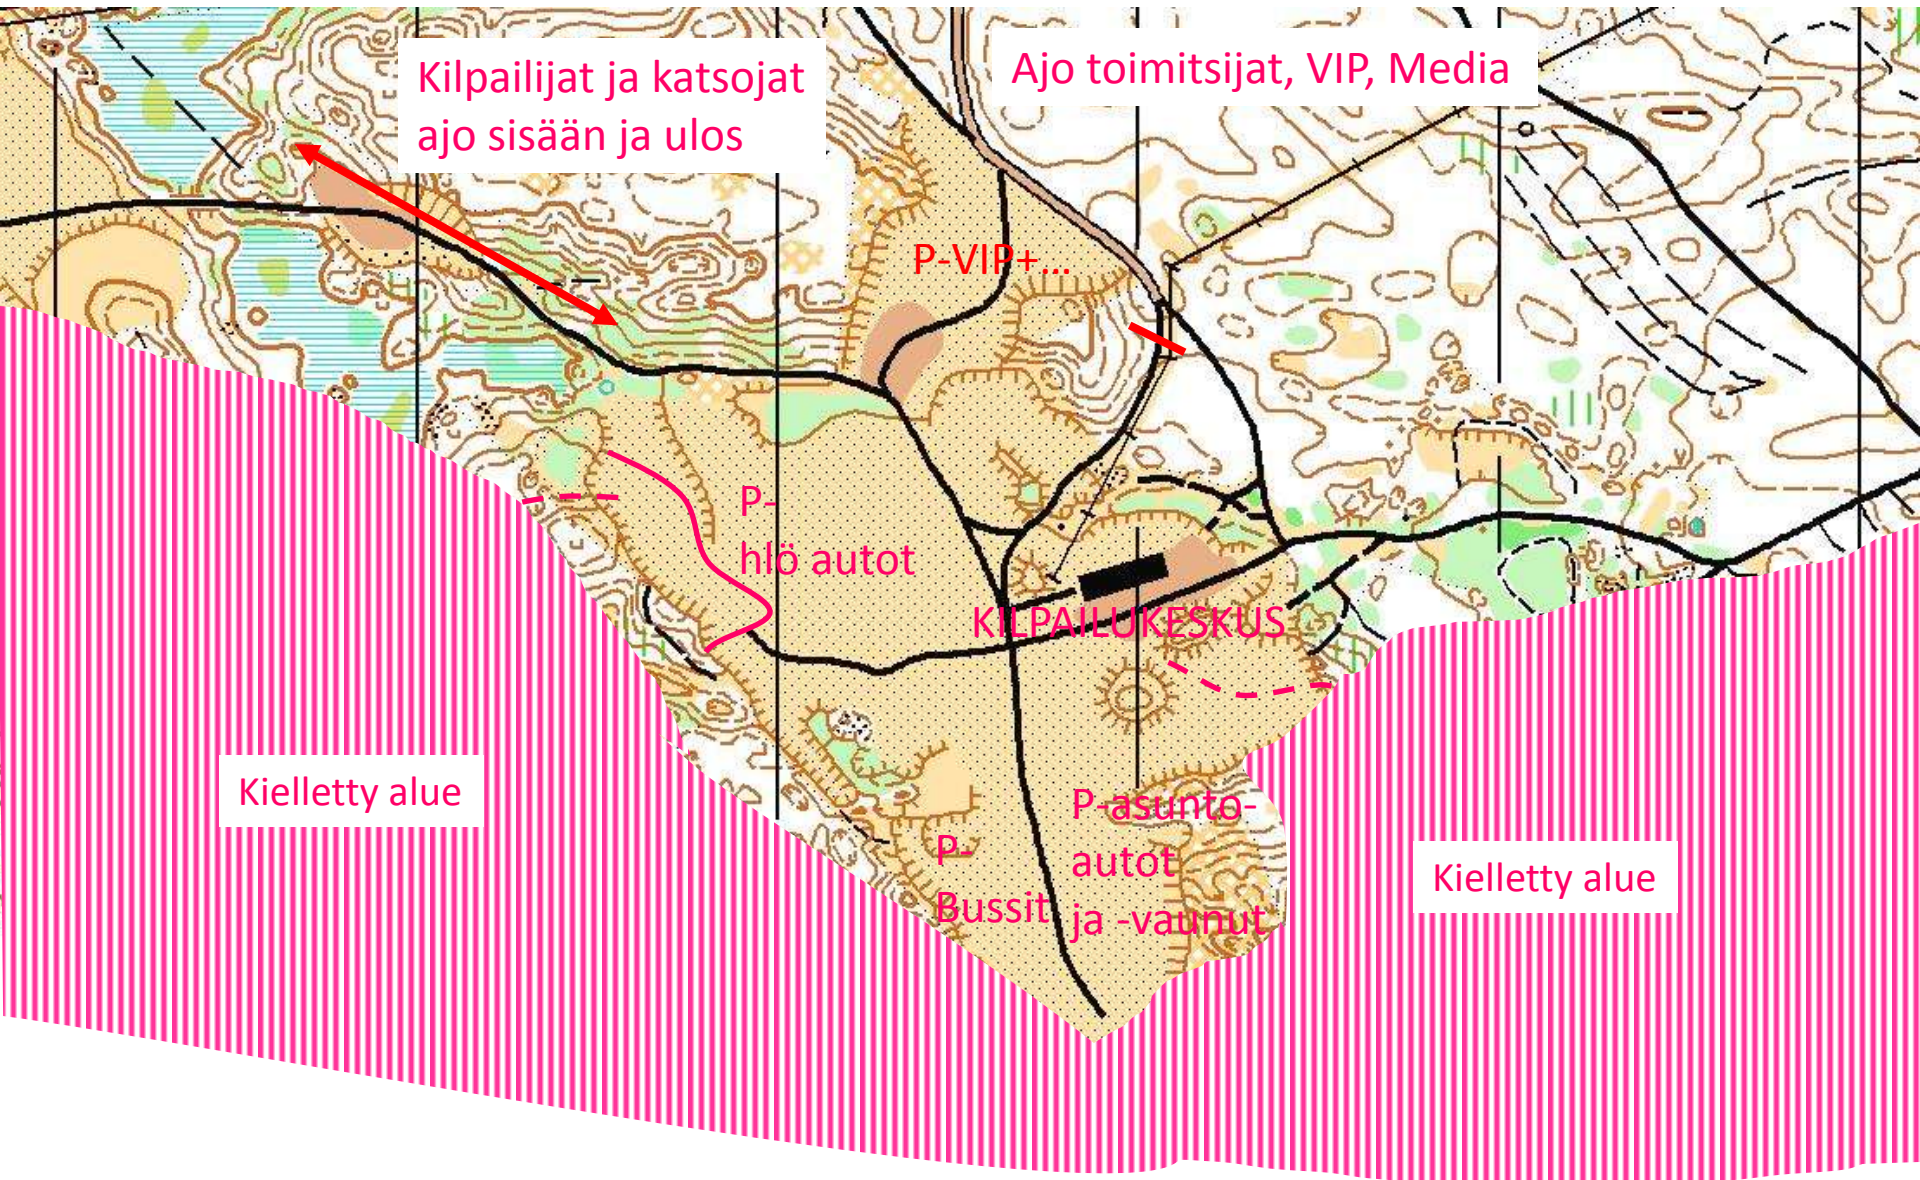 Kilpailijat ja katsojat
ajo sisään ja ulos
Ajo toimitsijat, VIP, Media
P-VIP+...
P-
hlö autot
KILPAILUKESKUS
Kielletty alue
P-
Bussit
P-asunto-
autot
ja -vaunut
Kielletty alue